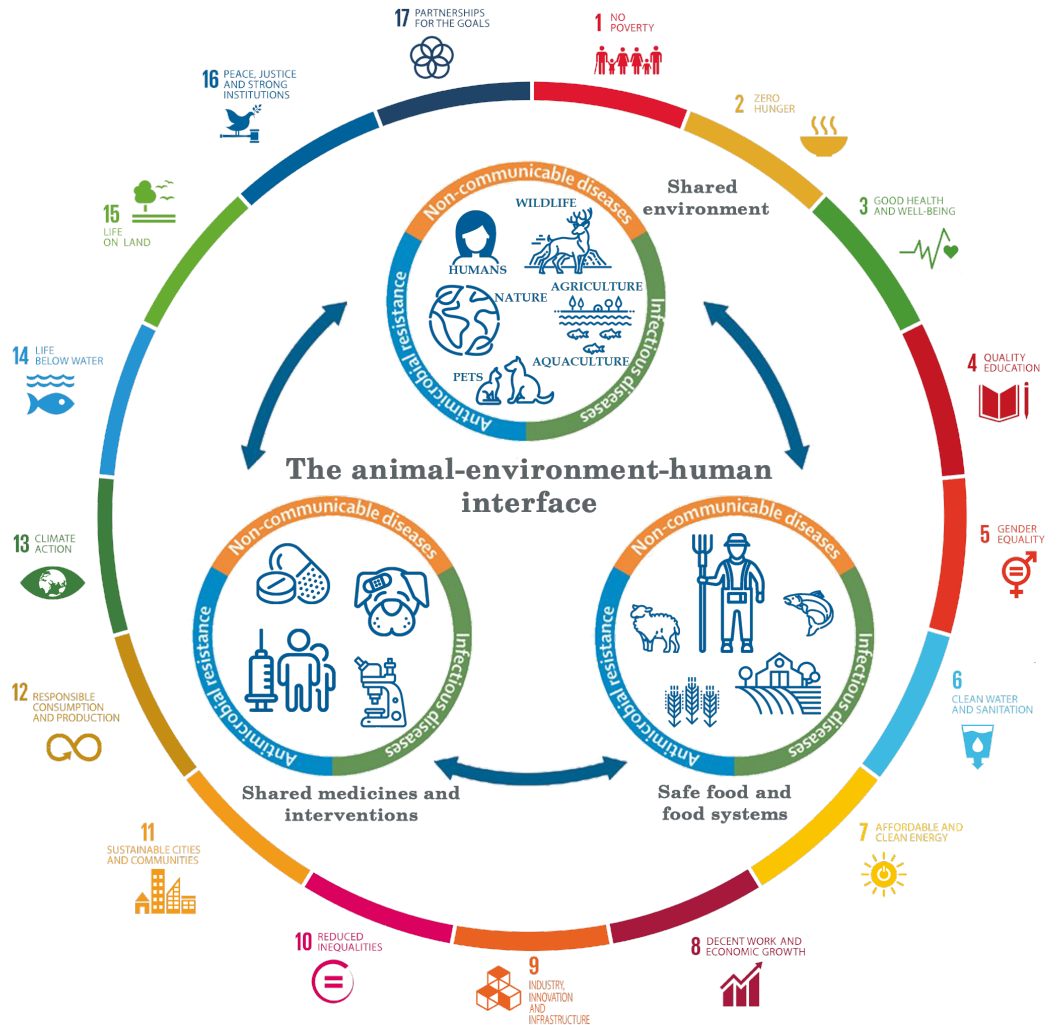 17 PARTNERSHIPS
FOR THE GOALS
1 NO
POVERTY
16 PEACE, JUSTICE
AND STRONG
INSTITUTIONS
2 ZERO
HUNGER
15
LIFE
ON LAND
3 GOOD HEALTH
AND WELL-BEING
14 LIFE
BELOW WATER
4 QUALITY
EDUCATION
13 CLIMATE
ACTION
5 GENDER
EQUALITY
12 RESPONSIBLE
CONSUMPTION
AND PRODUCTION
6
CLEAN WATER
AND SANITATION
11
SUSTAINABLE CITIES
AND COMMUNITIES
7 AFFORDABLE AND
CLEAN ENERGY
10 REDUCED
INEQUALITIES
8 DECENT WORK AND
ECONOMIC GROWTH
9
INDUSTRY,
INNOVATION
AND
INFRASTRUCTURE
Shared
environment
Non-communicable diseases
Antimicrobial resistance
Infectious diseases
WILDLIFE
HUMANS
NATURE
AGRICULTURE
AQUACULTURE
PETS
The animal-environment-human
interface
Non-communicable diseases
Antimicrobial resistance
Infectious diseases
Shared medicines and
interventions
Non-communicable diseases
Antimicrobial resistance
Infectious diseases
Safe food and
food systems